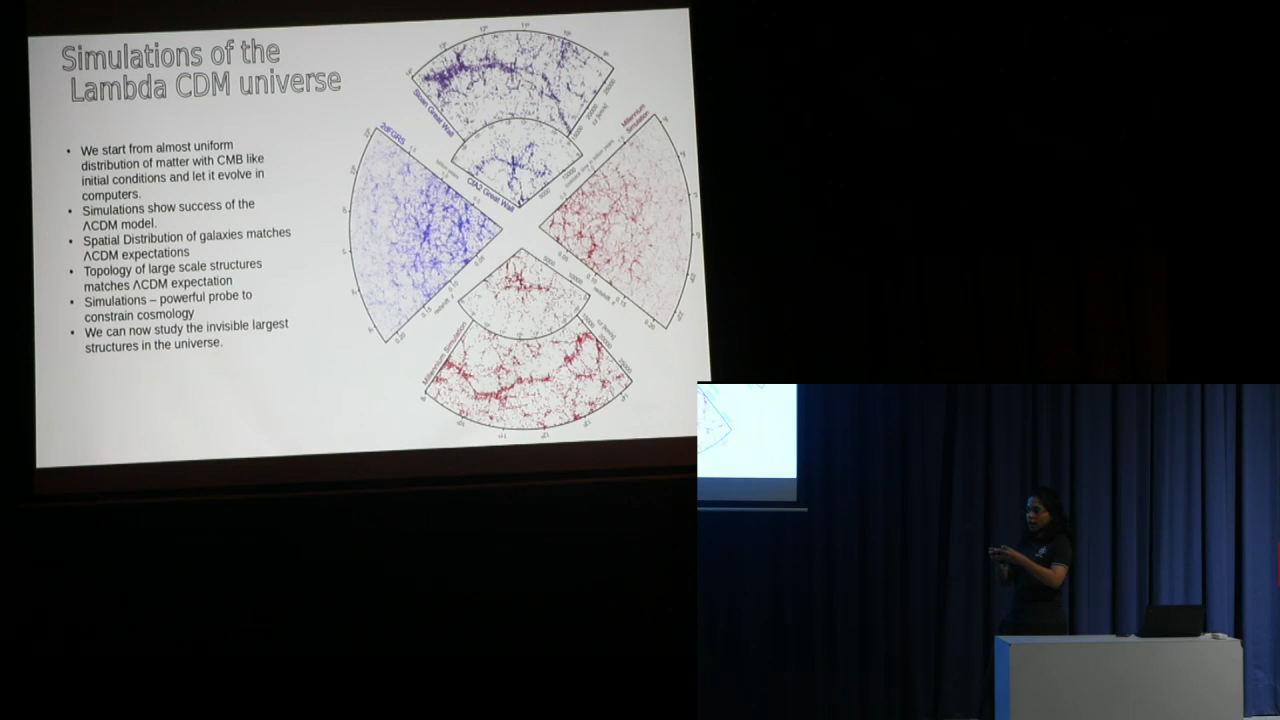 Simulations of the
Lambda CDM universe
• We start from almost uniform
distribution of matter with CMB like
initial conditions and let it evolve in
computers.
• Simulations show success of the
ΛCDM model.
• Spatial Distribution of galaxies matches
ΛCDM expectations
• Topology of large scale structures
matches ΛCDM expectation
• Simulations – powerful probe to
constrain cosmology
• We can now study the invisible largest
structures in the universe.
Sloan Great Wall
CfA2 Great Wall
2dFGRS
Millennium
Simulation
Millennium Simulation